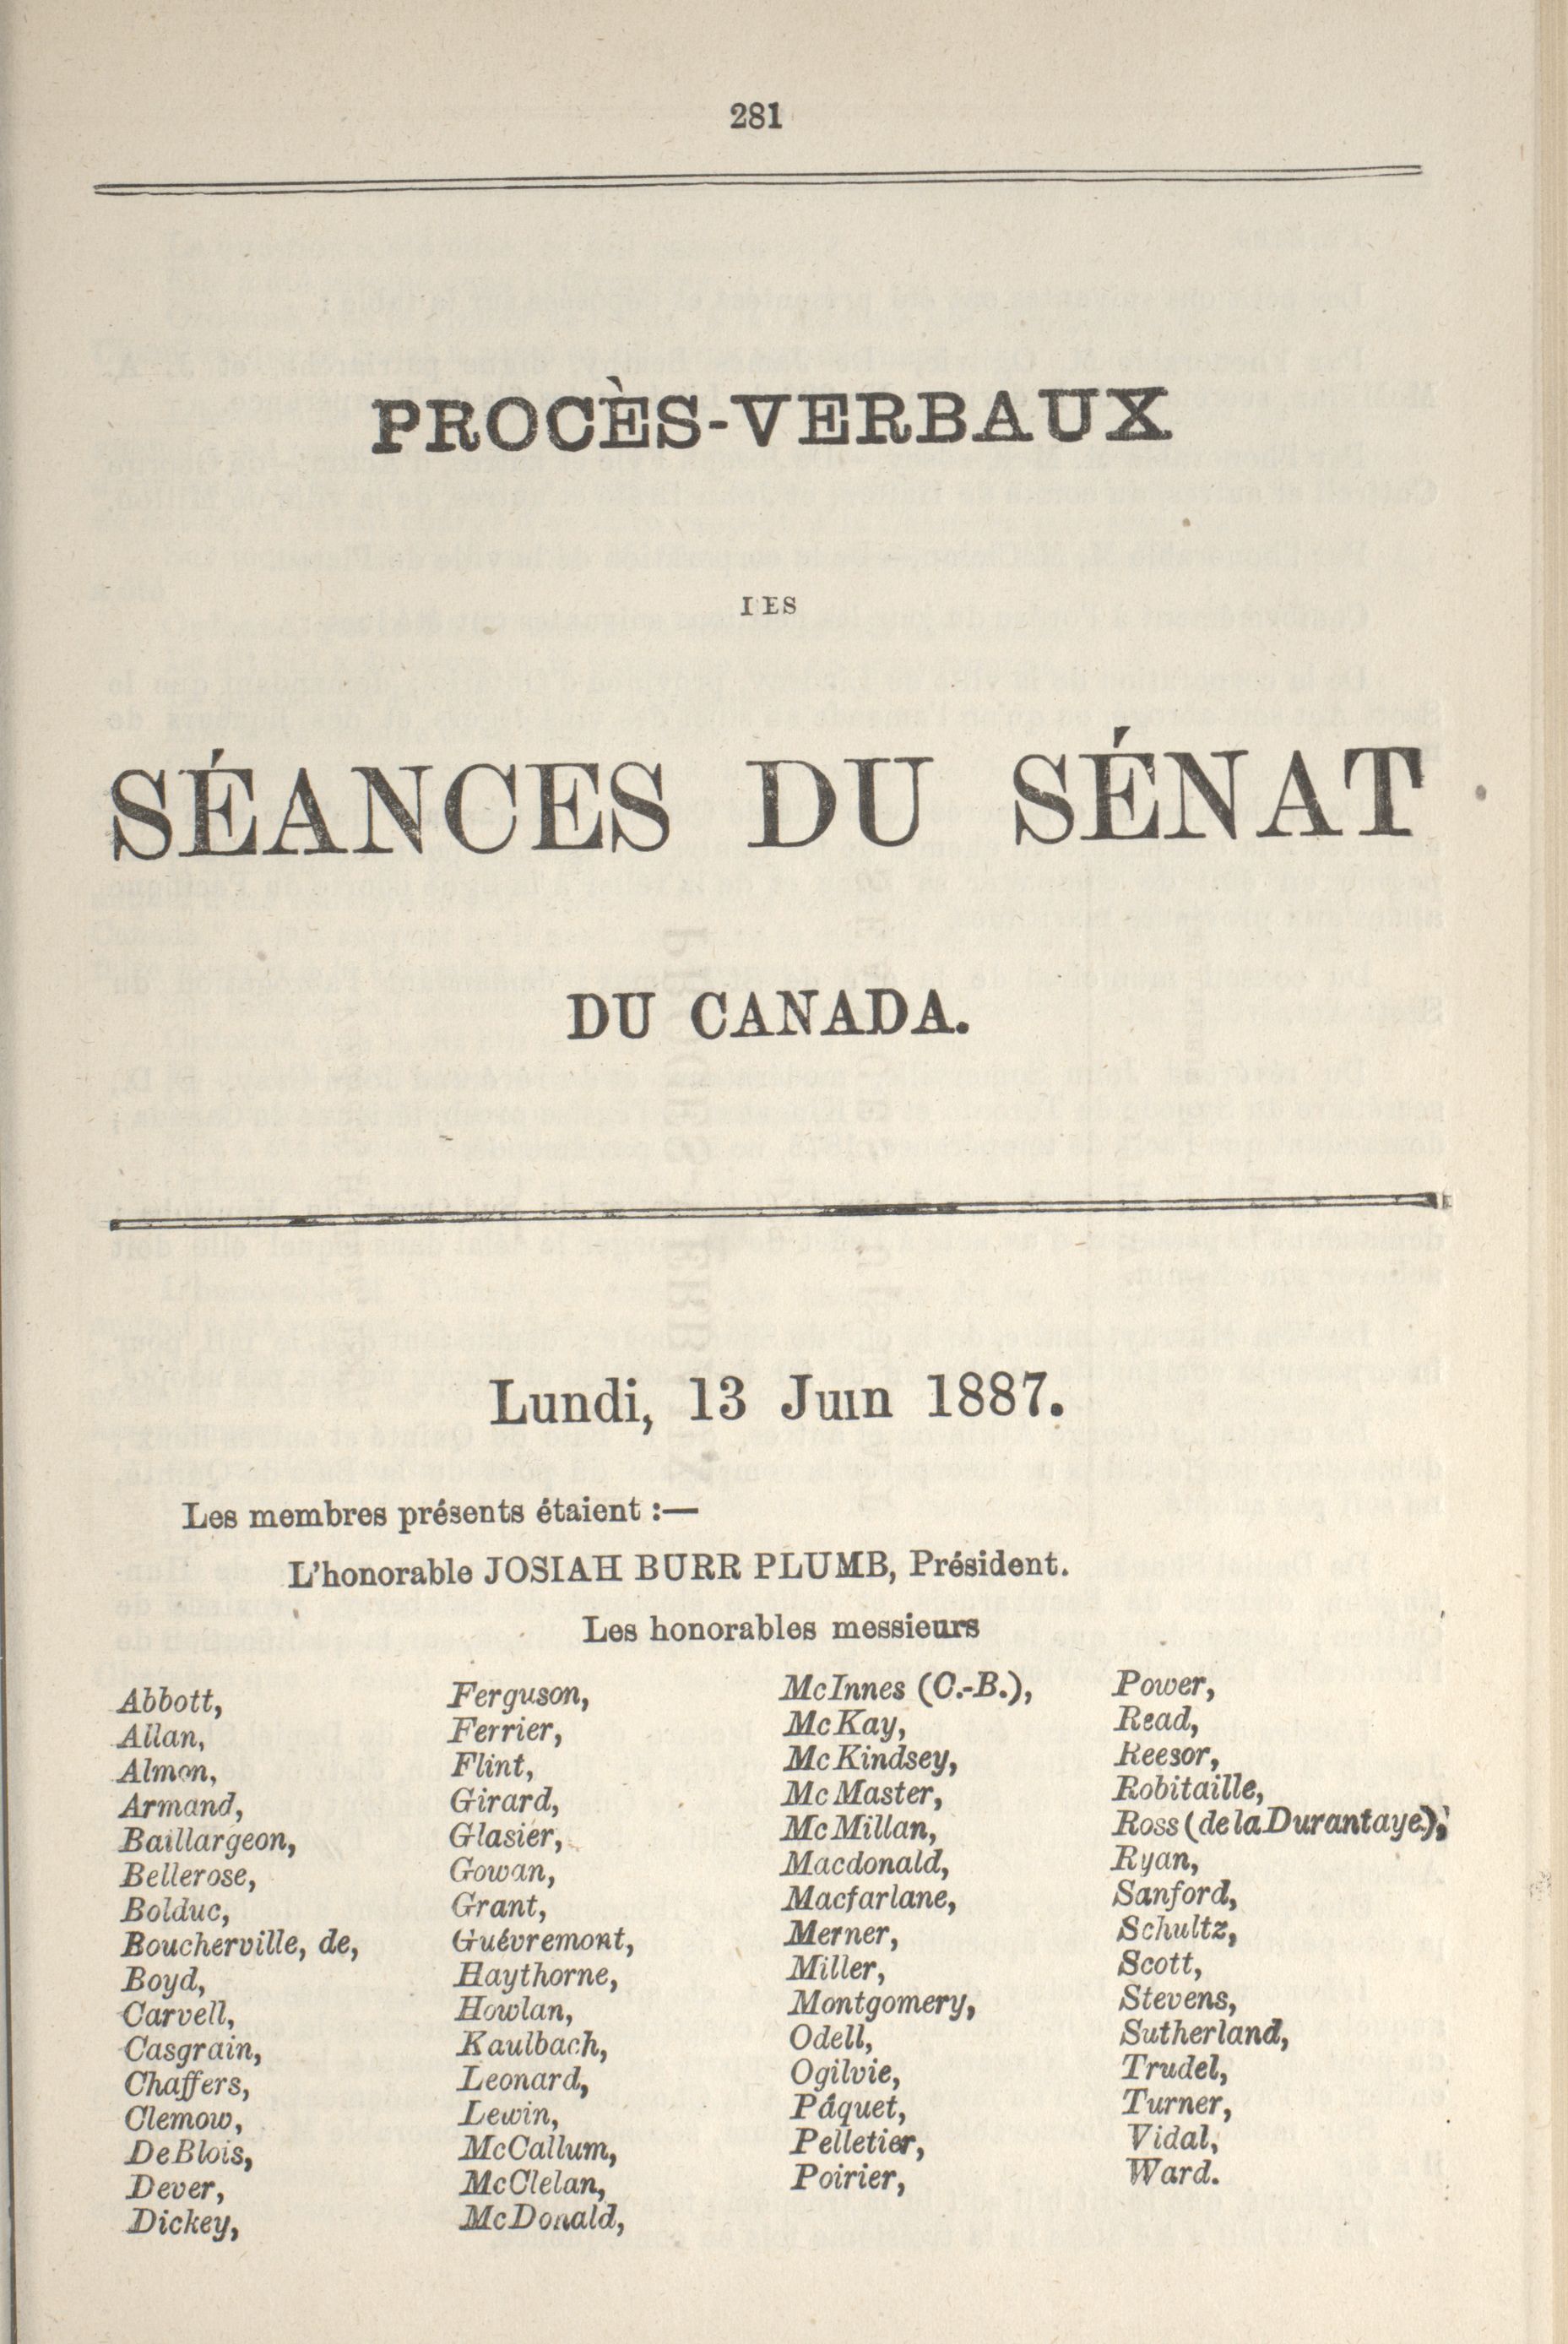 281
PROCÈS-VERBAUX
DES
SÉANCES DU SÉNAT
DU CANADA.
Lundi, 13 Juin 1887.
Les membres présents étaient :—
L'honorable JOSIAH BURR PLUMB, Président.
Les honorables messieurs
Abbott,
Allan,
Almon,
Armand,
Baillargeon,
Bellerose,
Bolduc,
Boucherville, de,
Boyd,
Carvell,
Casgrain,
Chaffers,
Clemow,
DeBlois,
Dever,
Dickey,
Ferguson,
Ferrier,
Flint,
Girard,
Glasier,
Gowan,
Grant,
Guévremont,
Haythorne,
Howlan,
Kaulbach,
Leonard,
Lewin,
McCallum,
McClelan,
McDonald,
McInnes (C.-B.),
McKay,
McKindsey,
McMaster,
McMillan,
Macdonald,
Macfarlane,
Merner,
Miller,
Montgomery,
Odell,
Ogilvie,
Pâquet,
Pelletier,
Poirier,
Power,
Read,
Reesor,
Robitaille,
Ross (de la Durantaye),
Ryan,
Sanford,
Schultz,
Scott,
Stevens,
Sutherland,
Trudel,
Turner,
Vidal,
Ward.